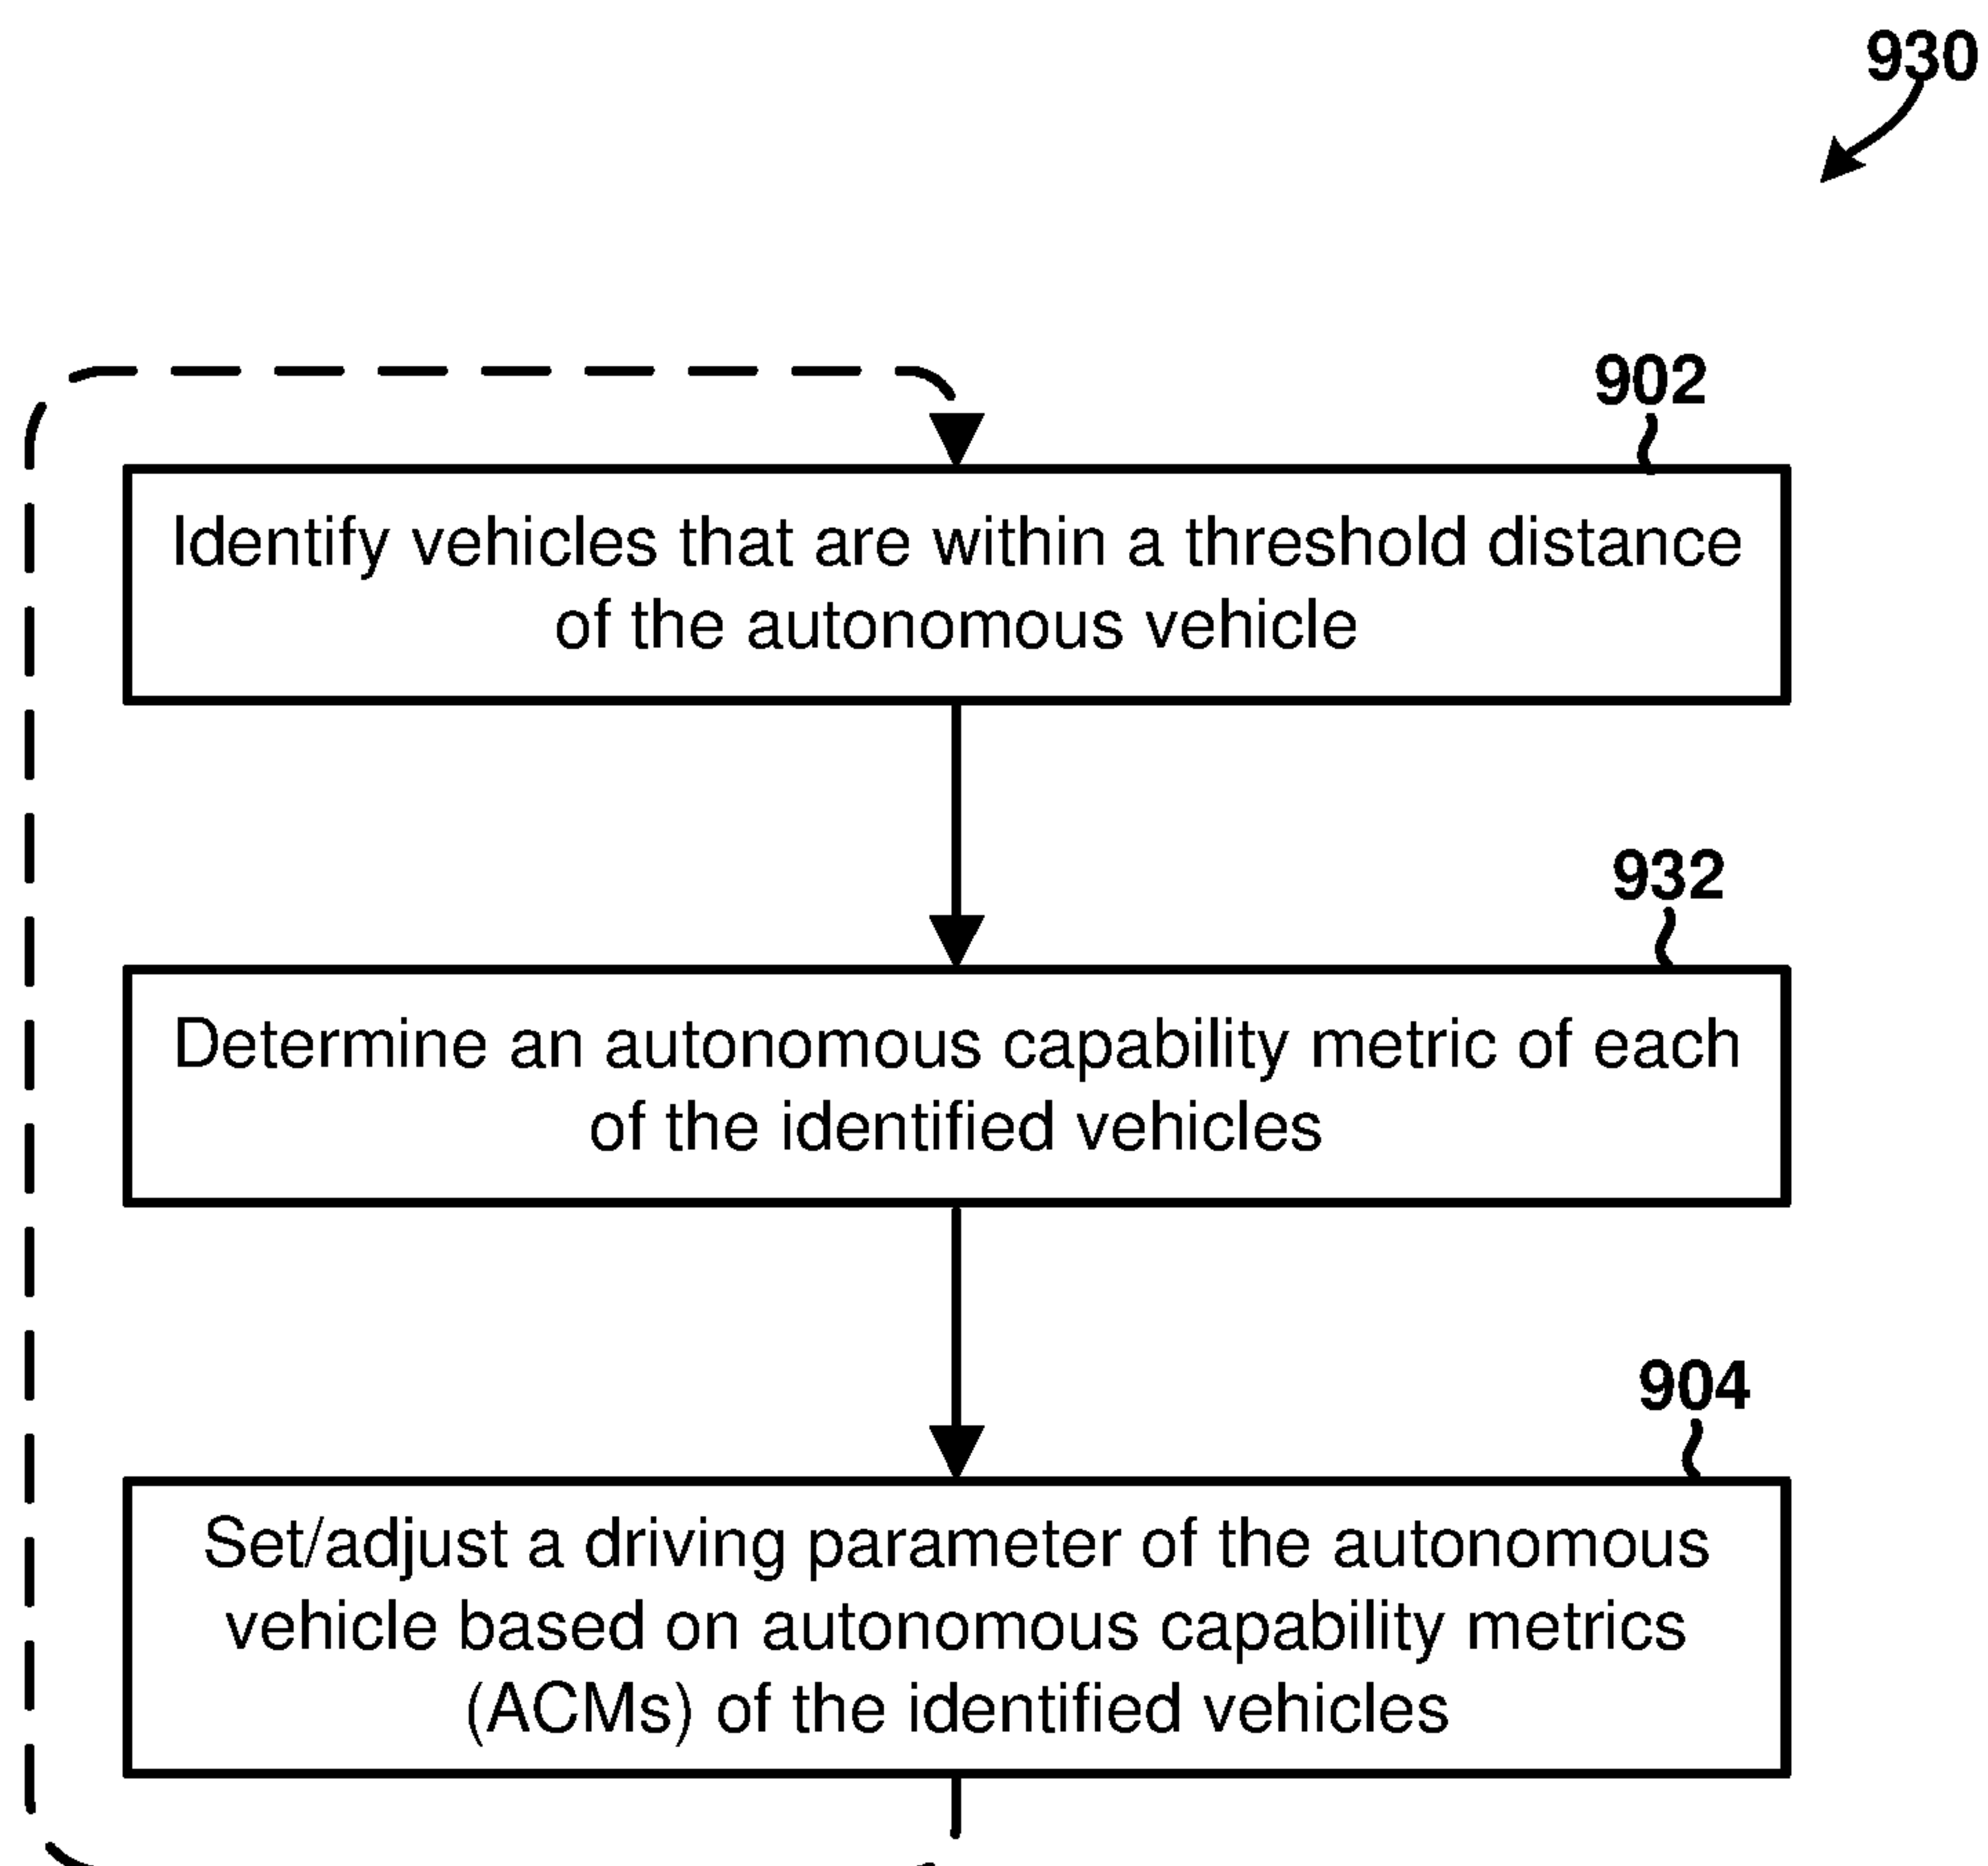 930
902
Identify vehicles that are within a threshold distance
of the autonomous vehicle
932
Determine an autonomous capability metric of each
of the identified vehicles
904
Set/adjust a driving parameter of the autonomous
vehicle based on autonomous capability metrics
(ACMs) of the identified vehicles